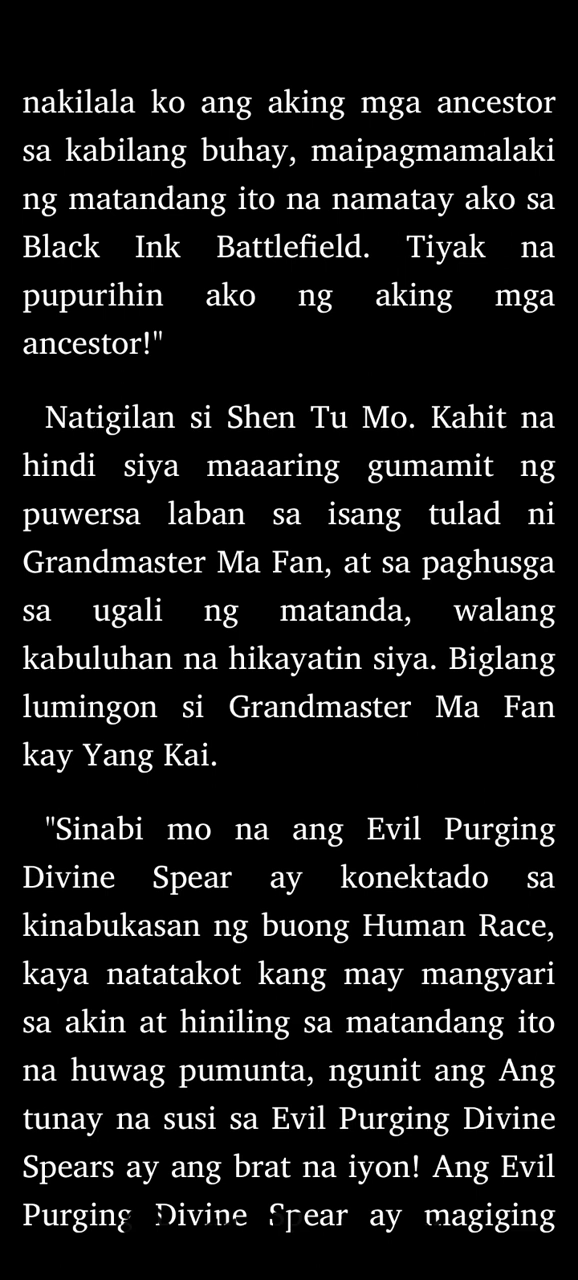 nakilala ko ang aking mga ancestor
sa kabilang buhay, maipagmamalaki
ng matandang ito na namatay ako sa
Black Ink Battlefield. Tiyak na
pupurihin ako ng aking mga
ancestor!"
Natigilan si Shen Tu Mo. Kahit na
hindi siya maaaring gumamit ng
puwersa laban sa isang tulad ni
Grandmaster Ma Fan, at sa paghusga
sa ugali ng matanda, walang
kabuluhan na hikayatin siya. Biglang
lumingon si Grandmaster Ma Fan
kay Yang Kai.
"Sinabi mo na ang Evil Purging
Divine Spear ay konektado sa
kinabukasan ng buong Human Race,
kaya natatakot kang may mangyari
sa akin at hiniling sa matandang ito
na huwag pumunta, ngunit ang Ang
tunay na susi sa Evil Purging Divine
Spears ay ang brat na iyon! Ang Evil
Purging Divine Spear ay magiging